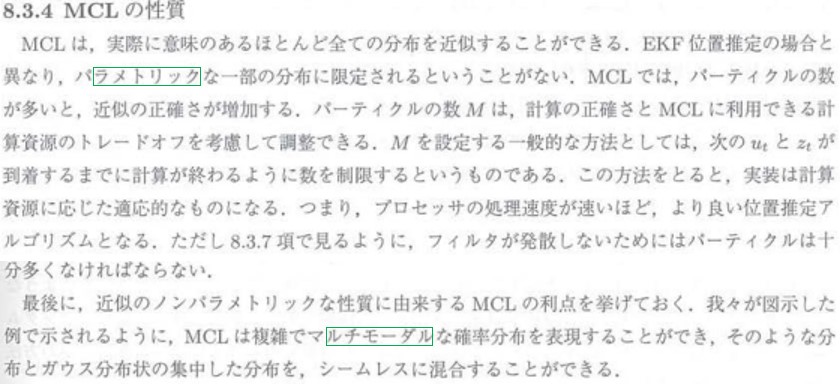 8.3.4 MCL の性質
MCL は，実際に意味のあるほとんど全ての分布を近似することができる．EKF 位置推定の場合と
異なり，パラメトリックな一部の分布に限定されるということがない．MCL では，パーティクルの数
が多いと，近似の正確さが増加する．パーティクルの数 M は，計算の正確さと MCL に利用できる計
算資源のトレードオフを考慮して調整できる．M を設定する一般的な方法としては，次の uₜ と zₜ が
到着するまでに計算が終わるように数を制限するというものである．この方法をとると，実装は計算
資源に応じた適応的なものになる．つまり，プロセッサの処理速度が速いほど，より良い位置推定ア
ルゴリズムとなる．ただし 8.3.7 項で見るように，フィルタが発散しないためにはパーティクルは十
分多くなければならない．
最後に，近似のノンパラメトリックな性質に由来する MCL の利点を挙げておく．我々が図示した
例で示されるように，MCL は複雑でマルチモーダルな確率分布を表現することができ，そのような分
布とガウス分布状の集中した分布を，シームレスに混合することができる．